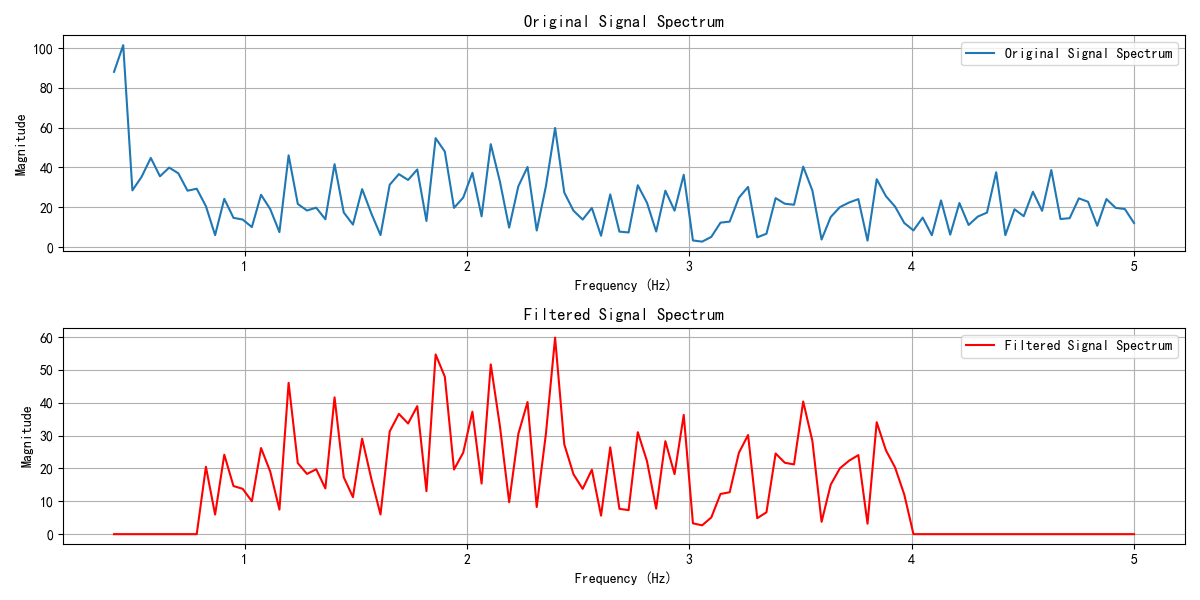 Original Signal Spectrum
Original Signal Spectrum
Magnitude
100
80
60
40
20
0
1
2
3
4
5
Frequency (Hz)
Filtered Signal Spectrum
Filtered Signal Spectrum
Magnitude
60
50
40
30
20
10
0
1
2
3
4
5
Frequency (Hz)